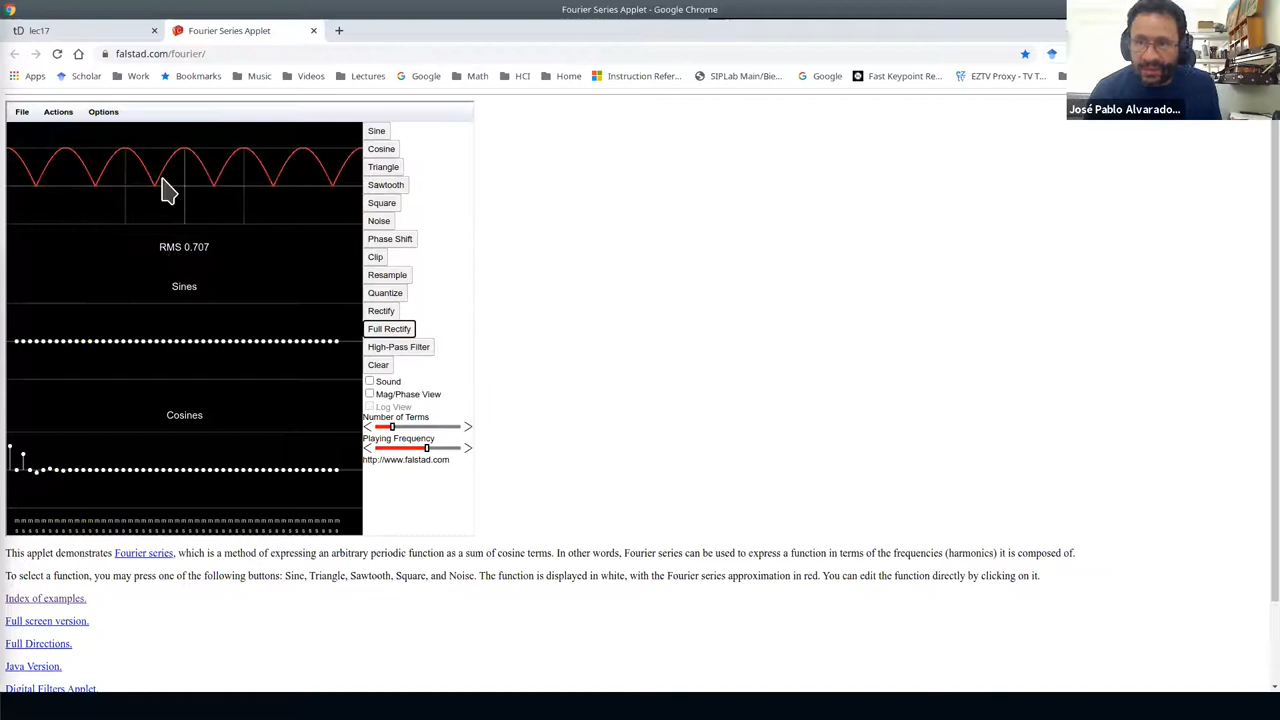 Fourier Series Applet - Google Chrome
lec17
Fourier Series Applet
falstad.com/fourier/
Apps Scholar Work Bookmarks Music Videos Lectures Google Math HCI Home Instruction Refer... SIPLab Main/Bie... Google Fast Keypoint Re... EZTV Proxy - TV T...
José Pablo Alvarado...
File Actions Options
Sine
Cosine
Triangle
Sawtooth
Square
Noise
Phase Shift
Clip
Resample
Quantize
Rectify
Full Rectify
High-Pass Filter
Clear
Sound
Mag/Phase View
Log View
Number of Terms
Playing Frequency
http://www.falstad.com
RMS 0.707
Sines
Cosines
This applet demonstrates Fourier series, which is a method of expressing an arbitrary periodic function as a sum of cosine terms. In other words, Fourier series can be used to express a function in terms of the frequencies (harmonics) it is composed of.
To select a function, you may press one of the following buttons: Sine, Triangle, Sawtooth, Square, and Noise. The function is displayed in white, with the Fourier series approximation in red. You can edit the function directly by clicking on it.
Index of examples.
Full screen version.
Full Directions.
Java Version.
Digital Filters Applet.